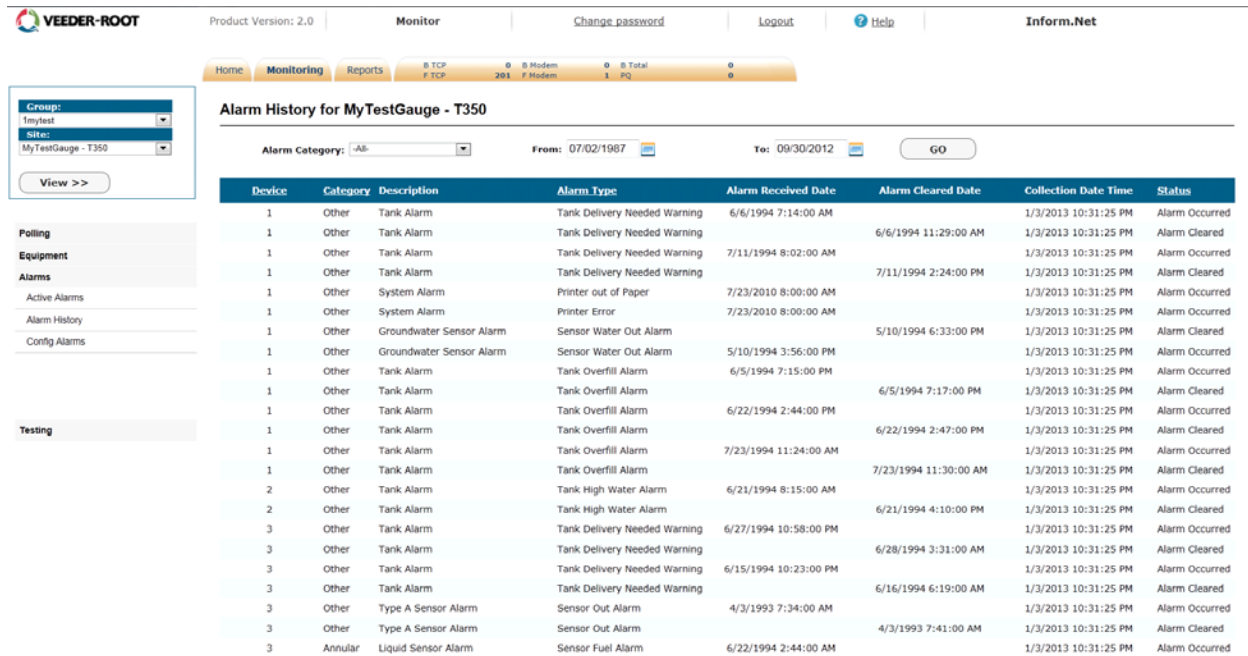 VEEDER-ROOT Product Version: 2.0 Monitor Change password Logout Help Inform.Net
Home Monitoring Reports B TCP 0 B Modem 0 B Total 0
F TCP 201 F Modem 1 PQ 0
Group:
1mytest
Site:
MyTestGauge - T350
View >>
Polling
Equipment
Alarms
Active Alarms
Alarm History
Config Alarms
Testing
Alarm History for MyTestGauge - T350
Alarm Category: -All- From: 07/02/1987 To: 09/30/2012 GO
Device Category Description Alarm Type Alarm Received Date Alarm Cleared Date Collection Date Time Status
1 Other Tank Alarm Tank Delivery Needed Warning 6/6/1994 7:14:00 AM 1/3/2013 10:31:25 PM Alarm Occurred
1 Other Tank Alarm Tank Delivery Needed Warning 6/6/1994 11:29:00 AM 1/3/2013 10:31:25 PM Alarm Cleared
1 Other Tank Alarm Tank Delivery Needed Warning 7/11/1994 8:02:00 AM 1/3/2013 10:31:25 PM Alarm Occurred
1 Other Tank Alarm Tank Delivery Needed Warning 7/11/1994 2:24:00 PM 1/3/2013 10:31:25 PM Alarm Cleared
1 Other System Alarm Printer out of Paper 7/23/2010 8:00:00 AM 1/3/2013 10:31:25 PM Alarm Occurred
1 Other System Alarm Printer Error 7/23/2010 8:00:00 AM 1/3/2013 10:31:25 PM Alarm Occurred
1 Other Groundwater Sensor Alarm Sensor Water Out Alarm 5/10/1994 6:33:00 PM 1/3/2013 10:31:25 PM Alarm Cleared
1 Other Groundwater Sensor Alarm Sensor Water Out Alarm 5/10/1994 3:56:00 PM 1/3/2013 10:31:25 PM Alarm Occurred
1 Other Tank Alarm Tank Overfill Alarm 6/5/1994 7:15:00 PM 1/3/2013 10:31:25 PM Alarm Occurred
1 Other Tank Alarm Tank Overfill Alarm 6/5/1994 7:17:00 PM 1/3/2013 10:31:25 PM Alarm Cleared
1 Other Tank Alarm Tank Overfill Alarm 6/22/1994 2:44:00 PM 1/3/2013 10:31:25 PM Alarm Occurred
1 Other Tank Alarm Tank Overfill Alarm 6/22/1994 2:47:00 PM 1/3/2013 10:31:25 PM Alarm Cleared
1 Other Tank Alarm Tank Overfill Alarm 7/23/1994 11:24:00 AM 1/3/2013 10:31:25 PM Alarm Occurred
1 Other Tank Alarm Tank Overfill Alarm 7/23/1994 11:30:00 AM 1/3/2013 10:31:25 PM Alarm Cleared
2 Other Tank Alarm Tank High Water Alarm 6/21/1994 8:15:00 AM 1/3/2013 10:31:25 PM Alarm Occurred
2 Other Tank Alarm Tank High Water Alarm 6/21/1994 4:10:00 PM 1/3/2013 10:31:25 PM Alarm Cleared
3 Other Tank Alarm Tank Delivery Needed Warning 6/27/1994 10:58:00 PM 1/3/2013 10:31:25 PM Alarm Occurred
3 Other Tank Alarm Tank Delivery Needed Warning 6/28/1994 3:31:00 AM 1/3/2013 10:31:25 PM Alarm Cleared
3 Other Tank Alarm Tank Delivery Needed Warning 6/15/1994 10:23:00 PM 1/3/2013 10:31:25 PM Alarm Occurred
3 Other Tank Alarm Tank Delivery Needed Warning 6/16/1994 6:19:00 AM 1/3/2013 10:31:25 PM Alarm Cleared
3 Other Type A Sensor Alarm Sensor Out Alarm 4/3/1993 7:34:00 AM 1/3/2013 10:31:25 PM Alarm Occurred
3 Other Type A Sensor Alarm Sensor Out Alarm 4/3/1993 7:41:00 AM 1/3/2013 10:31:25 PM Alarm Cleared
3 Annular Liquid Sensor Alarm Sensor Fuel Alarm 6/22/1994 2:44:00 AM 1/3/2013 10:31:25 PM Alarm Occurred